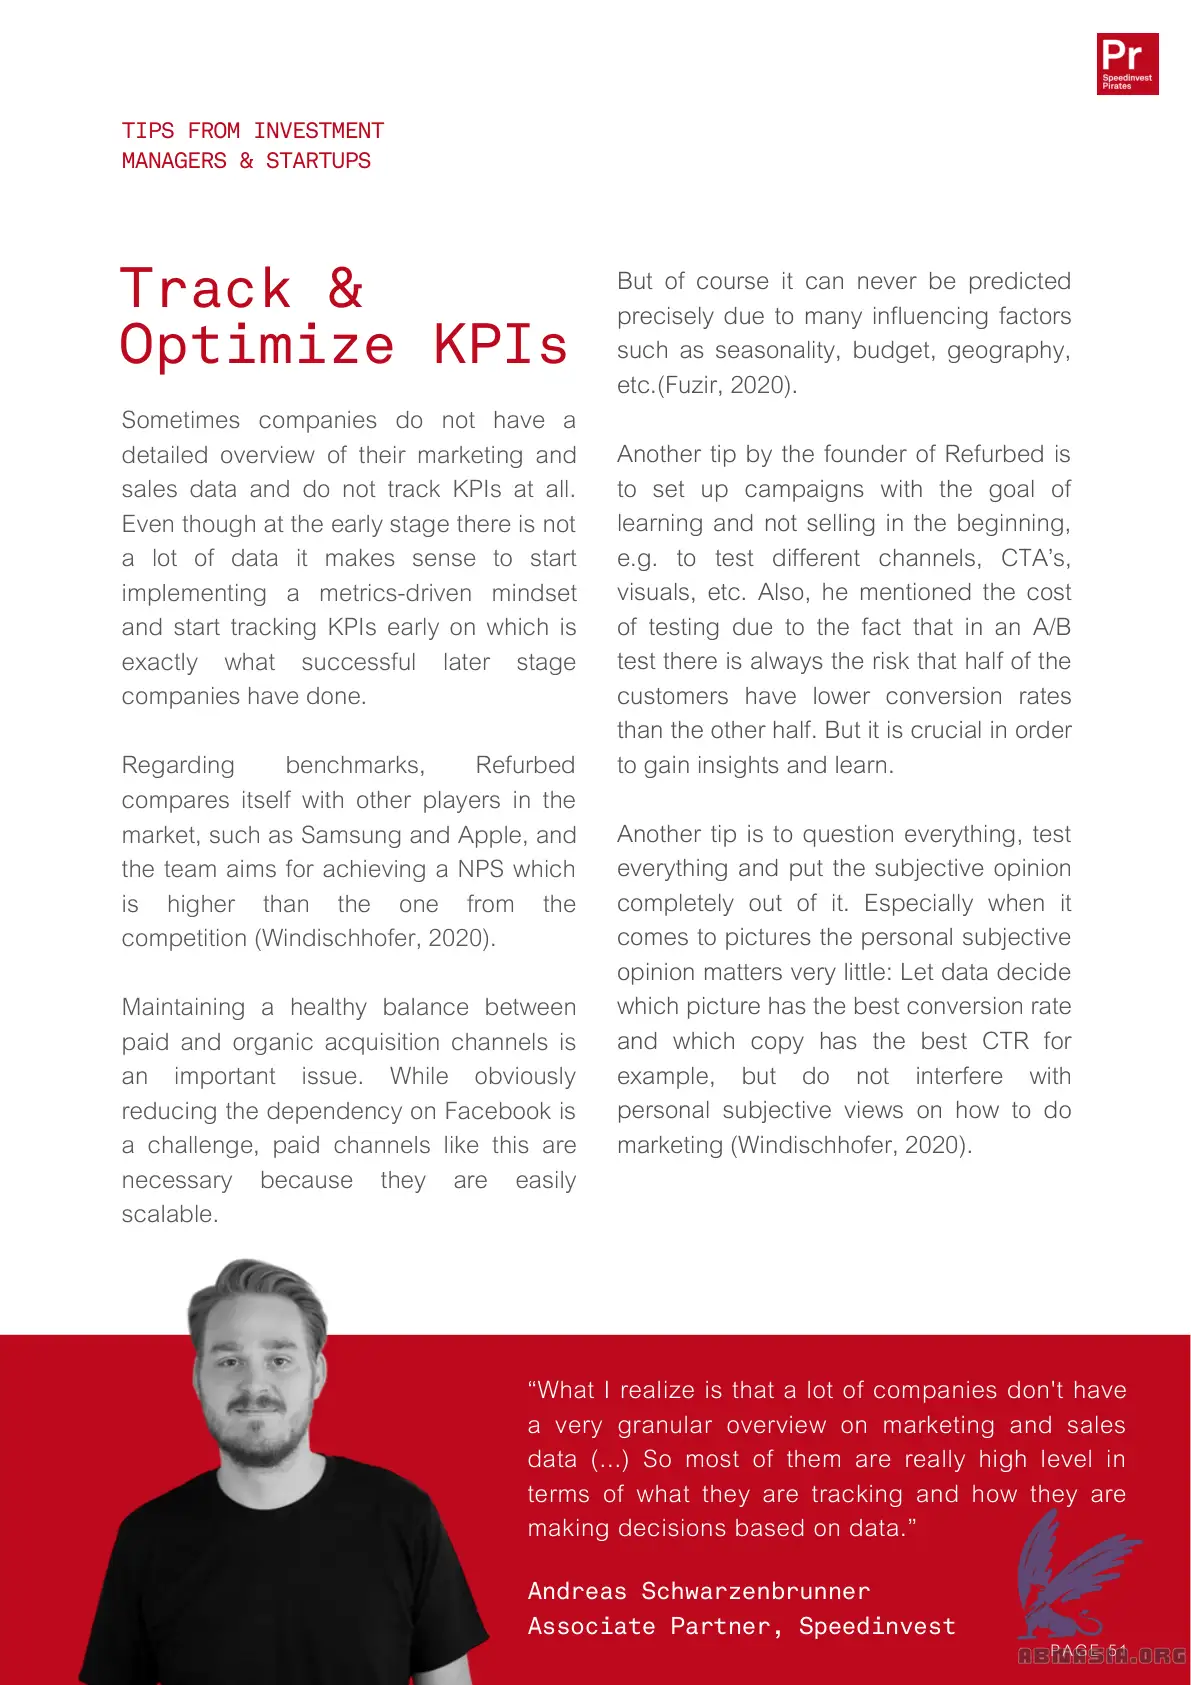 Pr
Speedinvest
Pirates
TIPS FROM INVESTMENT
MANAGERS & STARTUPS
Track &
Optimize KPIs
Sometimes companies do not have a
detailed overview of their marketing and
sales data and do not track KPIs at all.
Even though at the early stage there is not
a lot of data it makes sense to start
implementing a metrics-driven mindset
and start tracking KPIs early on which is
exactly what successful later stage
companies have done.
Regarding benchmarks, Refurbed
compares itself with other players in the
market, such as Samsung and Apple, and
the team aims for achieving a NPS which
is higher than the one from the
competition (Windischhofer, 2020).
Maintaining a healthy balance between
paid and organic acquisition channels is
an important issue. While obviously
reducing the dependency on Facebook is
a challenge, paid channels like this are
necessary because they are easily
scalable.
But of course it can never be predicted
precisely due to many influencing factors
such as seasonality, budget, geography,
etc.(Fuzir, 2020).
Another tip by the founder of Refurbed is
to set up campaigns with the goal of
learning and not selling in the beginning,
e.g. to test different channels, CTA’s,
visuals, etc. Also, he mentioned the cost
of testing due to the fact that in an A/B
test there is always the risk that half of the
customers have lower conversion rates
than the other half. But it is crucial in order
to gain insights and learn.
Another tip is to question everything, test
everything and put the subjective opinion
completely out of it. Especially when it
comes to pictures the personal subjective
opinion matters very little: Let data decide
which picture has the best conversion rate
and which copy has the best CTR for
example, but do not interfere with
personal subjective views on how to do
marketing (Windischhofer, 2020).
“What I realize is that a lot of companies don't have
a very granular overview on marketing and sales
data (...) So most of them are really high level in
terms of what they are tracking and how they are
making decisions based on data.”
Andreas Schwarzenbrunner
Associate Partner, Speedinvest
PAGE 51
ABMASIA.ORG